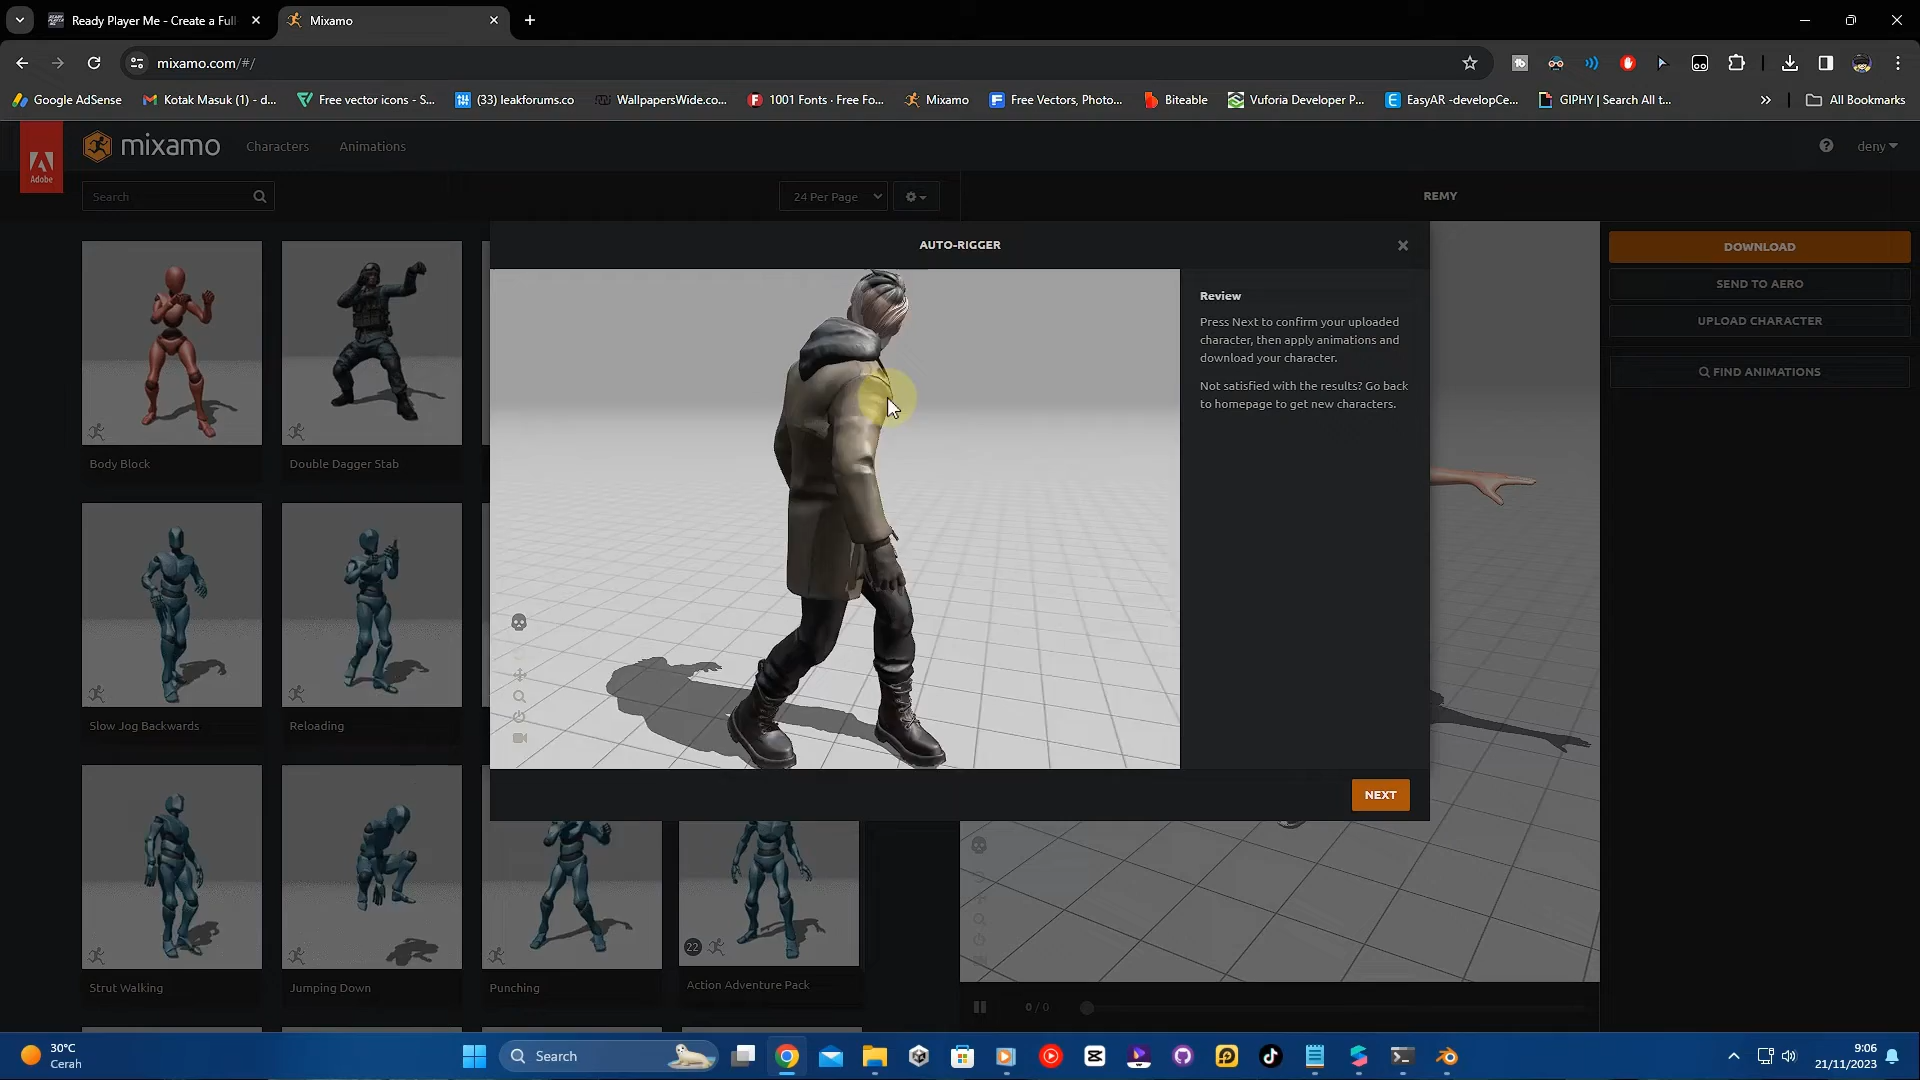 Ready Player Me - Create a Full
Mixamo
mixamo.com/#/
Google AdSense
Kotak Masuk (1) - d...
Free vector icons - S...
(33) leakforums.co
WallpapersWide.co...
1001 Fonts · Free Fo...
Mixamo
Free Vectors, Photo...
Biteable
Vuforia Developer P...
EasyAR -developCe...
GIPHY | Search All t...
All Bookmarks
Adobe
mixamo
Characters
Animations
deny
Search
24 Per Page
REMY
AUTO-RIGGER
DOWNLOAD
SEND TO AERO
UPLOAD CHARACTER
FIND ANIMATIONS
Review
Press Next to confirm your uploaded
character, then apply animations and
download your character.
Not satisfied with the results? Go back
to homepage to get new characters.
NEXT
Body Block
Double Dagger Stab
Slow Jog Backwards
Reloading
22
Strut Walking
Jumping Down
Punching
Action Adventure Pack
0 / 0
30°C
Cerah
Search
9:06
21/11/2023